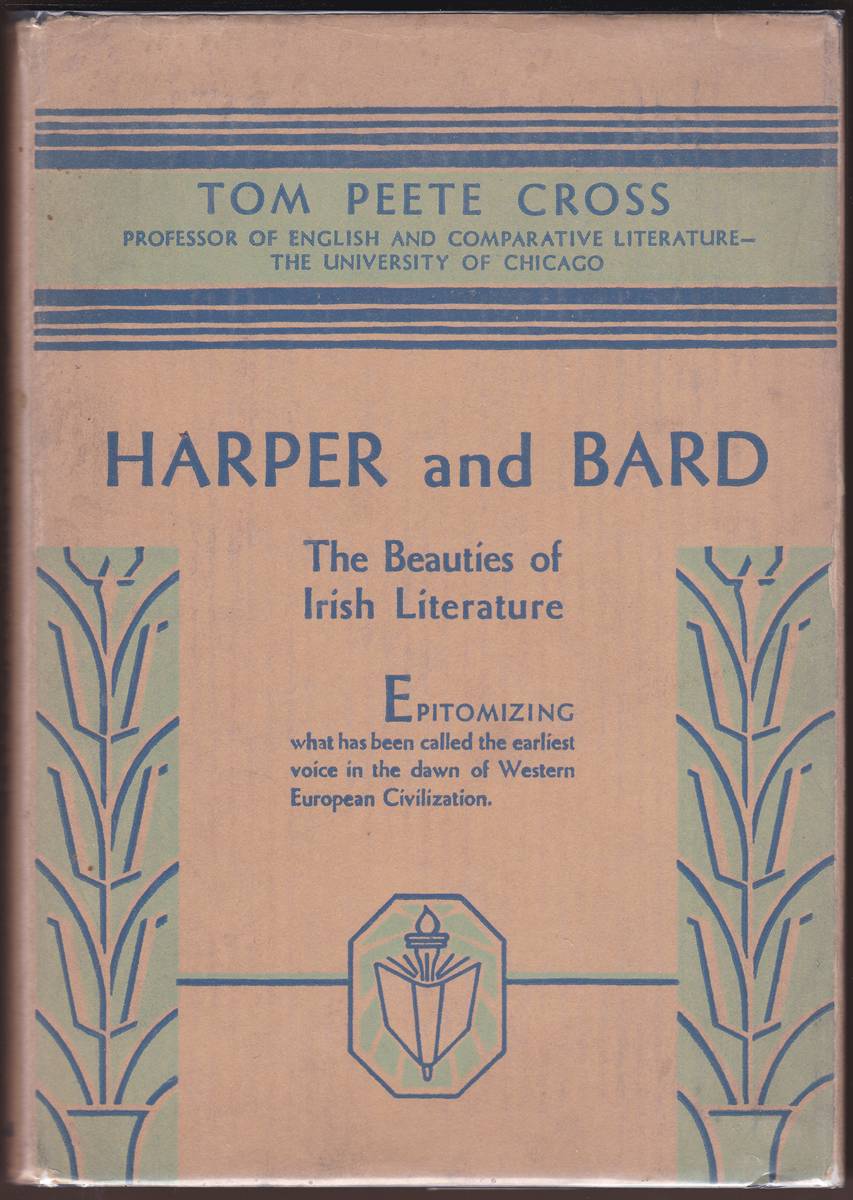 TOM PEETE CROSS
PROFESSOR OF ENGLISH AND COMPARATIVE LITERATURE—
THE UNIVERSITY OF CHICAGO
HARPER and BARD
The Beauties of
Irish Literature
EPITOMIZING
what has been called the earliest
voice in the dawn of Western
European Civilization.